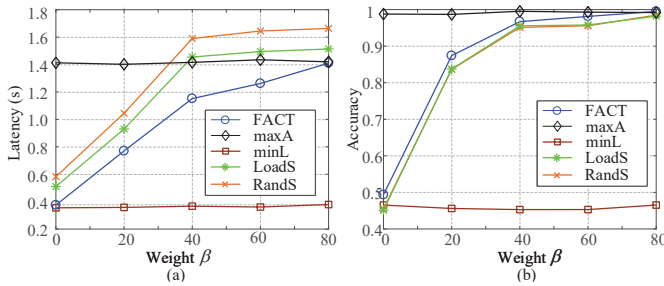 1.8
1.6
1.4
1.2
1.0
0.8
0.6
0.4
0.2
Latency (s)
FACT
maxA
minL
LoadS
RandS
0 20 40 60 80
Weight β
(a)
1
0.9
0.8
0.7
0.6
0.5
0.4
Accuracy
FACT
maxA
minL
LoadS
RandS
0 20 40 60 80
Weight β
(b)